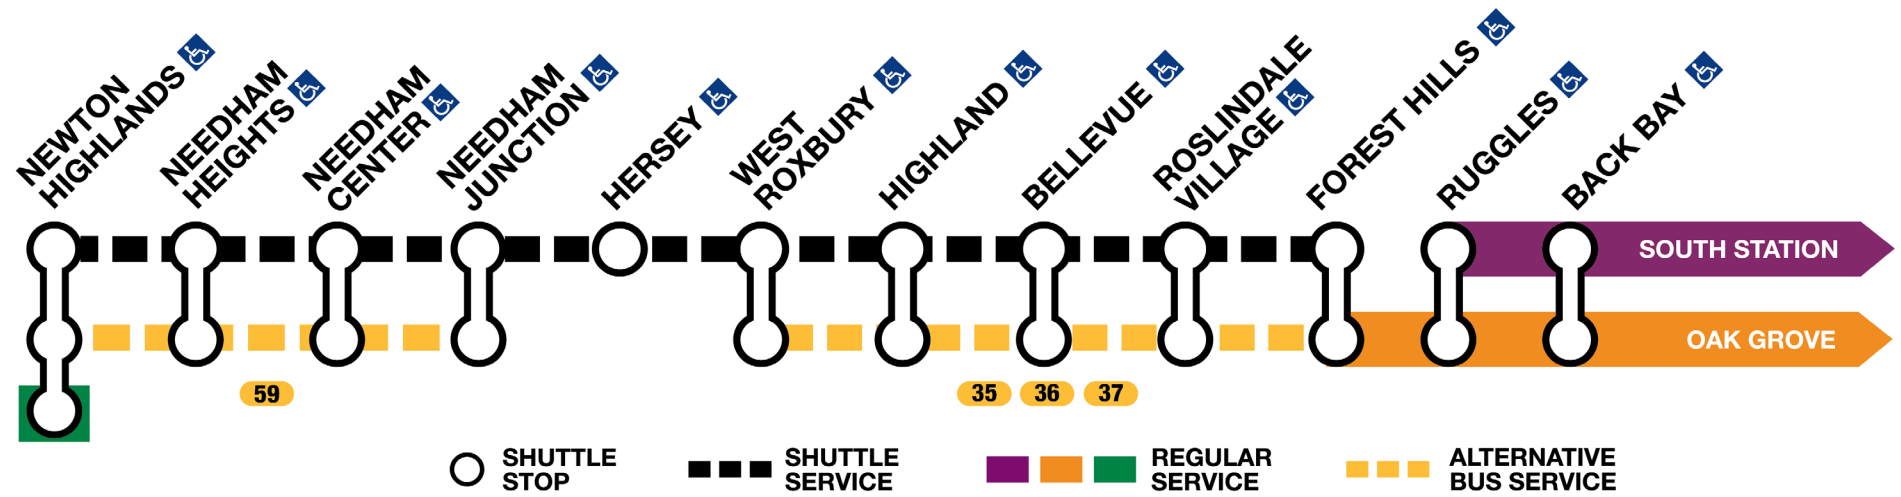 NEWTON
HIGHLANDS
NEEDHAM
HEIGHTS
NEEDHAM
CENTER
NEEDHAM
JUNCTION
HERSEY
WEST
ROXBURY
HIGHLAND
BELLEVUE
ROSLINDALE
VILLAGE
FOREST HILLS
RUGGLES
BACK BAY
SOUTH STATION
OAK GROVE
59
35
36
37
SHUTTLE
STOP
SHUTTLE
SERVICE
REGULAR
SERVICE
ALTERNATIVE
BUS SERVICE